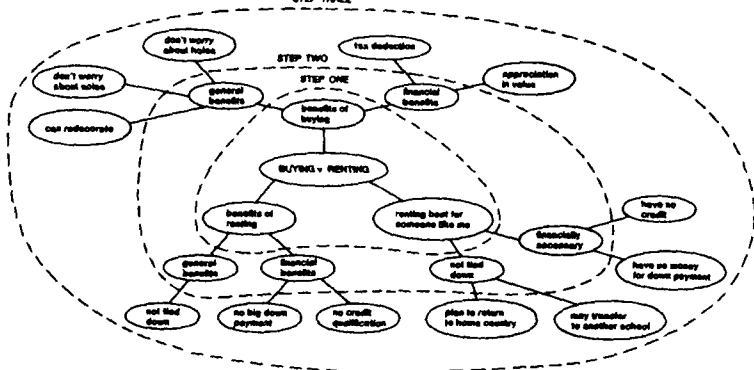 STEP THREE
don't worry
about holes
tax deduction
STEP TWO
STEP ONE
don't worry
about noise
general
benefits
financial
benefits
appreciation
in value
benefits of
buying
can redecorate
BUYING v RENTING
benefits of
renting
renting best for
someone like me
have no
credit
financially
necessary
general
benefits
financial
benefits
not tied
down
have no money
for down payment
not tied
down
no big down
payment
no credit
qualification
plan to return
to home country
may transfer
to another school